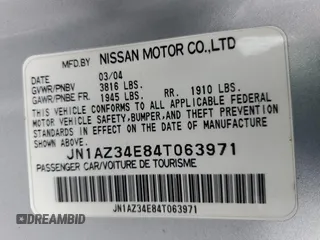 MFD.BY NISSAN MOTOR CO.,LTD
DATE 03/04
GVWR/PNBV 3816 LBS.
GAWR/PNBE FR. 1945 LBS. RR. 1910 LBS.
THIS VEHICLE CONFORMS TO ALL APPLICABLE FEDERAL
MOTOR VEHICLE SAFETY,BUMPER,AND THEFT PREVENTION
STANDARDS IN EFFECT ON THE DATE OF MANUFACTURE
SHOWN ABOVE.
JN1AZ34E84T063971
PASSENGER CAR/VOITURE DE TOURISME
JN1AZ34E84T063971
DREAMBID